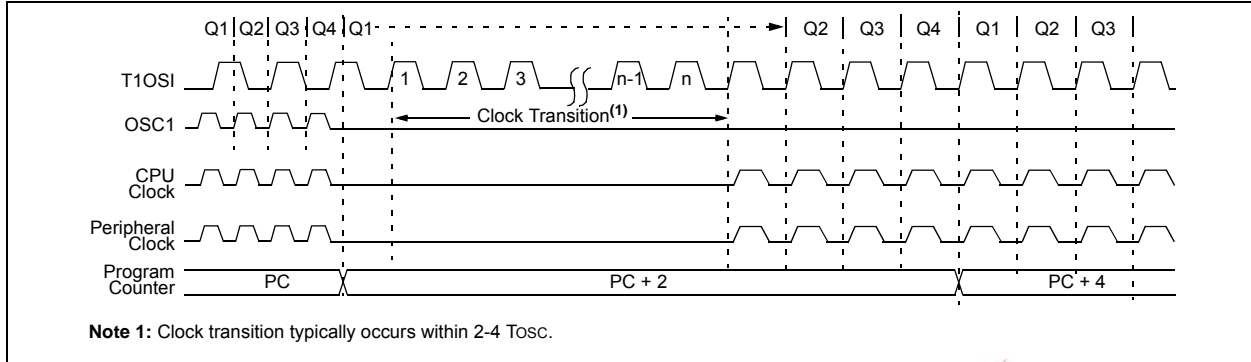 Q1 Q2 Q3 Q4 Q1 Q2 Q3 Q4 Q1 Q2 Q3
T1OSI 1 2 3 n-1 n
Clock Transition(1)
OSC1
CPU
Clock
Peripheral
Clock
Program
Counter
PC PC + 2 PC + 4
Note 1: Clock transition typically occurs within 2-4 TOSC.